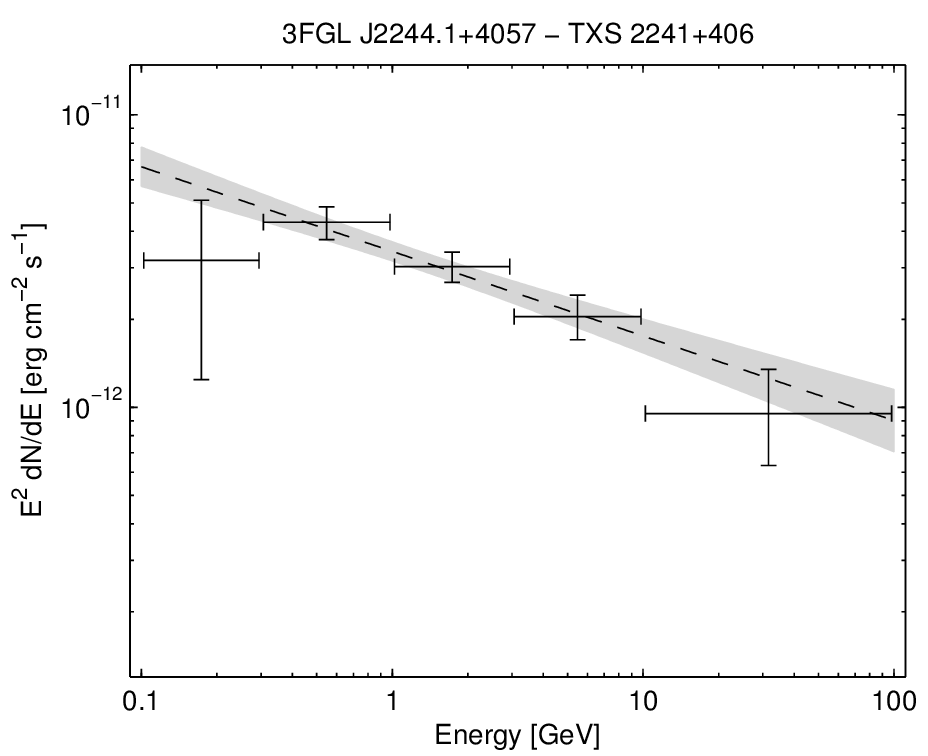 3FGL J2244.1+4057 − TXS 2241+406
10⁻¹¹
10⁻¹²
E² dN/dE [erg cm⁻² s⁻¹]
0.1 1 10 100
Energy [GeV]